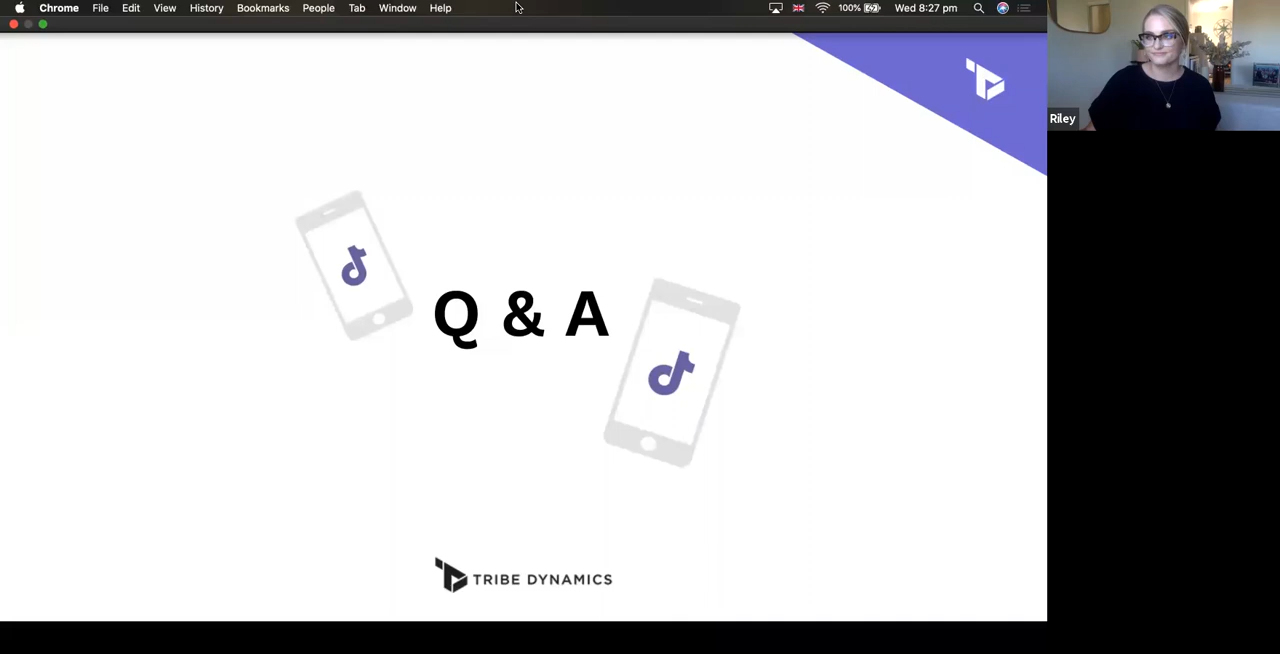 Chrome File Edit View History Bookmarks People Tab Window Help 100% Wed 8:27 pm
Riley
Q & A
TRIBE DYNAMICS